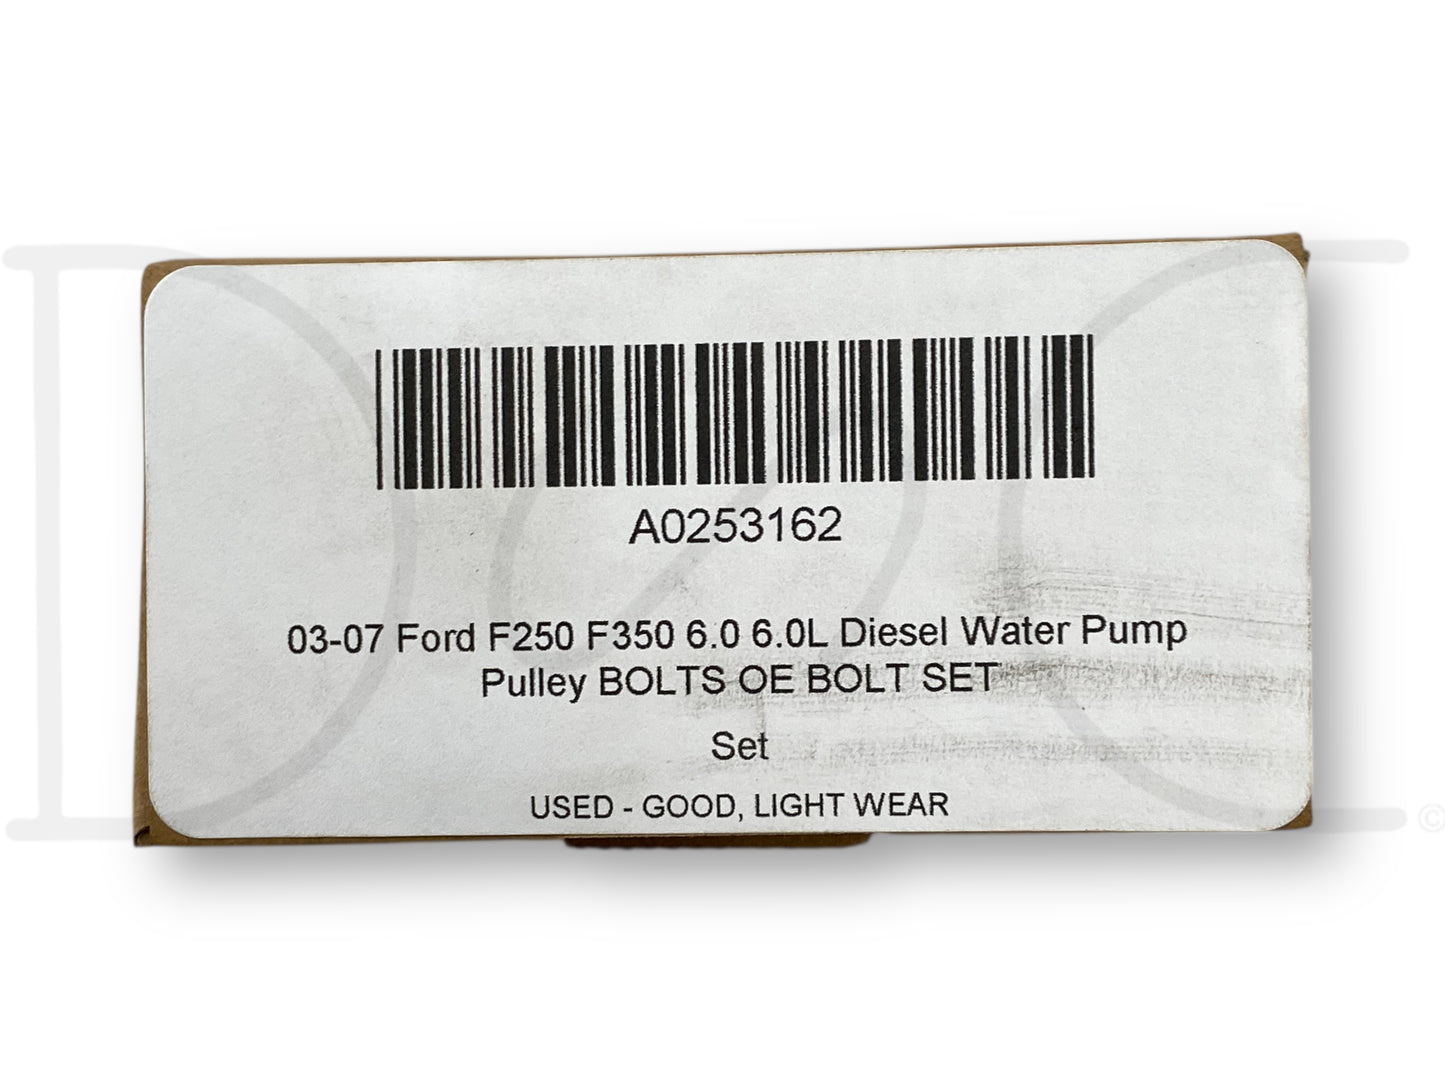 A0253162
03-07 Ford F250 F350 6.0 6.0L Diesel Water Pump
Pulley BOLTS OE BOLT SET
Set
USED - GOOD, LIGHT WEAR
©